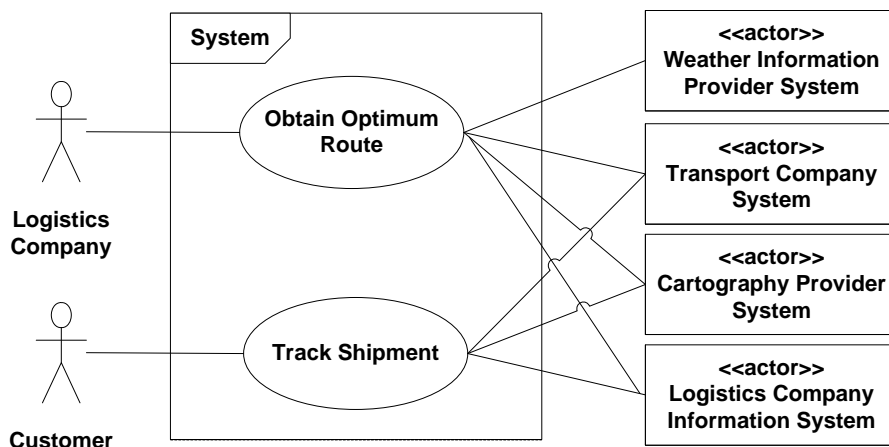 System
<<actor>>
Weather Information
Provider System
Obtain Optimum
Route
<<actor>>
Transport Company
System
Logistics
Company
<<actor>>
Cartography Provider
System
Track Shipment
<<actor>>
Logistics Company
Information System
Customer